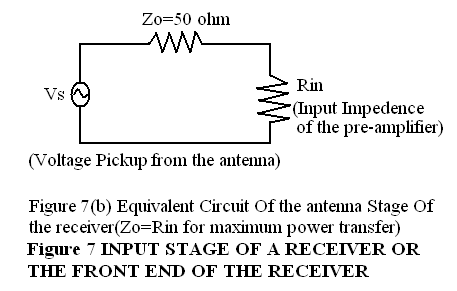 Zo=50 ohm
Vs
Rin
(Input Impedence
of the pre-amplifier)
(Voltage Pickup from the antenna)
Figure 7(b) Equivalent Circuit Of the antenna Stage Of
the receiver(Zo=Rin for maximum power transfer)
Figure 7 INPUT STAGE OF A RECEIVER OR
THE FRONT END OF THE RECEIVER